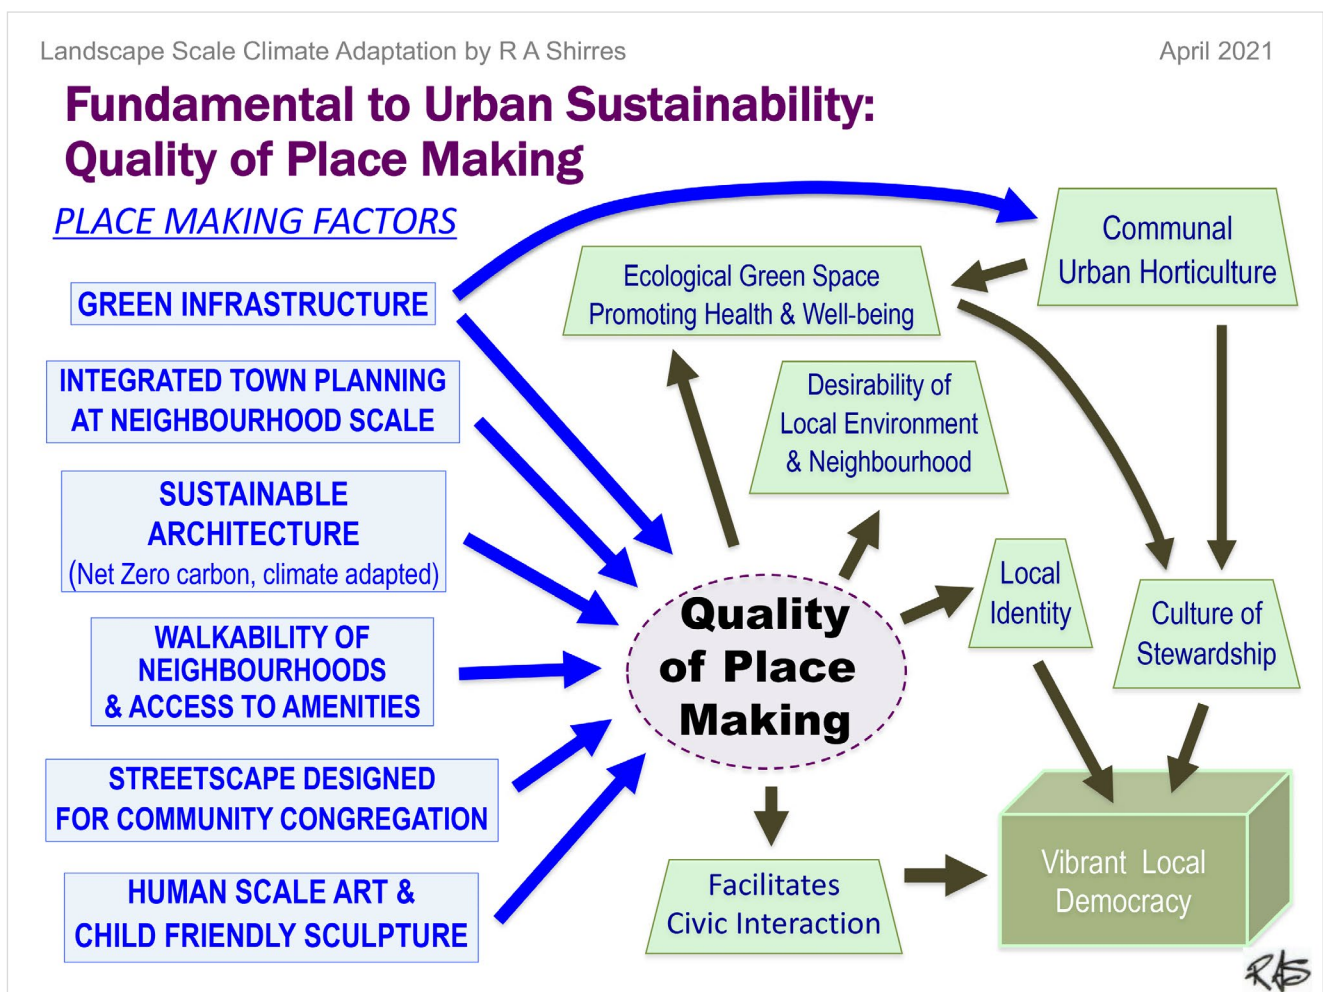 Landscape Scale Climate Adaptation by R A Shirres
April 2021
Fundamental to Urban Sustainability:
Quality of Place Making
PLACE MAKING FACTORS
GREEN INFRASTRUCTURE
INTEGRATED TOWN PLANNING
AT NEIGHBOURHOOD SCALE
SUSTAINABLE
ARCHITECTURE
(Net Zero carbon, climate adapted)
WALKABILITY OF
NEIGHBOURHOODS
& ACCESS TO AMENITIES
STREETSCAPE DESIGNED
FOR COMMUNITY CONGREGATION
HUMAN SCALE ART &
CHILD FRIENDLY SCULPTURE
Quality
of Place
Making
Communal
Urban Horticulture
Ecological Green Space
Promoting Health & Well-being
Desirability of
Local Environment
& Neighbourhood
Local
Identity
Culture of
Stewardship
Facilitates
Civic Interaction
Vibrant Local
Democracy
RAS